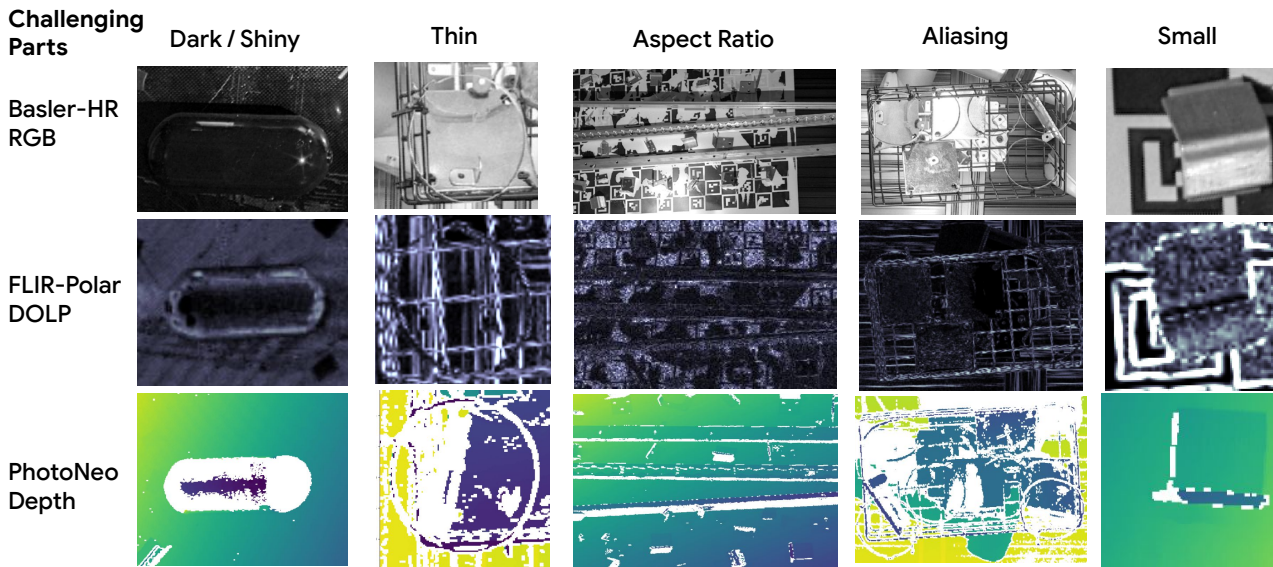 Challenging
Parts
Dark / Shiny
Thin
Aspect Ratio
Aliasing
Small
Basler-HR
RGB
FLIR-Polar
DOLP
PhotoNeo
Depth